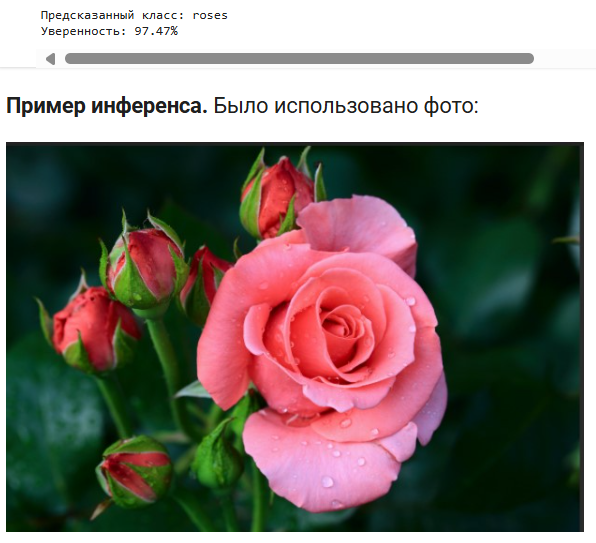 Предсказанный класс: roses
Уверенность: 97.47%
Пример инференса. Было использовано фото: